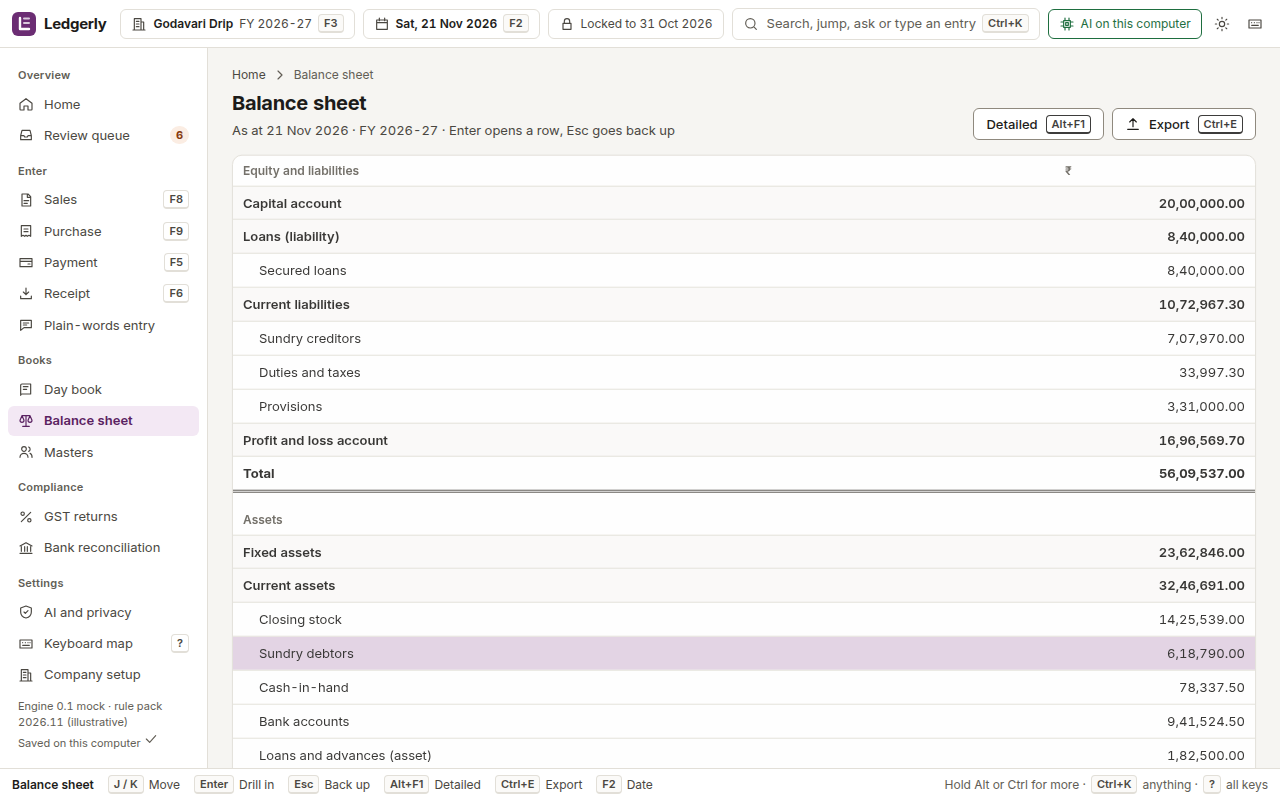 Ledgerly
Godavari Drip FY 2026-27 F3
Sat, 21 Nov 2026 F2
Locked to 31 Oct 2026
Search, jump, ask or type an entry Ctrl+K
AI on this computer
Overview
Home
Review queue 6
Enter
Sales F8
Purchase F9
Payment F5
Receipt F6
Plain-words entry
Books
Day book
Balance sheet
Masters
Compliance
GST returns
Bank reconciliation
Settings
AI and privacy
Keyboard map ?
Company setup
Engine 0.1 mock · rule pack
2026.11 (illustrative)
Saved on this computer
Home > Balance sheet
Balance sheet
As at 21 Nov 2026 · FY 2026-27 · Enter opens a row, Esc goes back up
Detailed Alt+F1
Export Ctrl+E
Equity and liabilities ₹
Capital account 20,00,000.00
Loans (liability) 8,40,000.00
Secured loans 8,40,000.00
Current liabilities 10,72,967.30
Sundry creditors 7,07,970.00
Duties and taxes 33,997.30
Provisions 3,31,000.00
Profit and loss account 16,96,569.70
Total 56,09,537.00
Assets
Fixed assets 23,62,846.00
Current assets 32,46,691.00
Closing stock 14,25,539.00
Sundry debtors 6,18,790.00
Cash-in-hand 78,337.50
Bank accounts 9,41,524.50
Loans and advances (asset) 1,82,500.00
Balance sheet J / K Move Enter Drill in Esc Back up Alt+F1 Detailed Ctrl+E Export F2 Date
Hold Alt or Ctrl for more · Ctrl+K anything · ? all keys